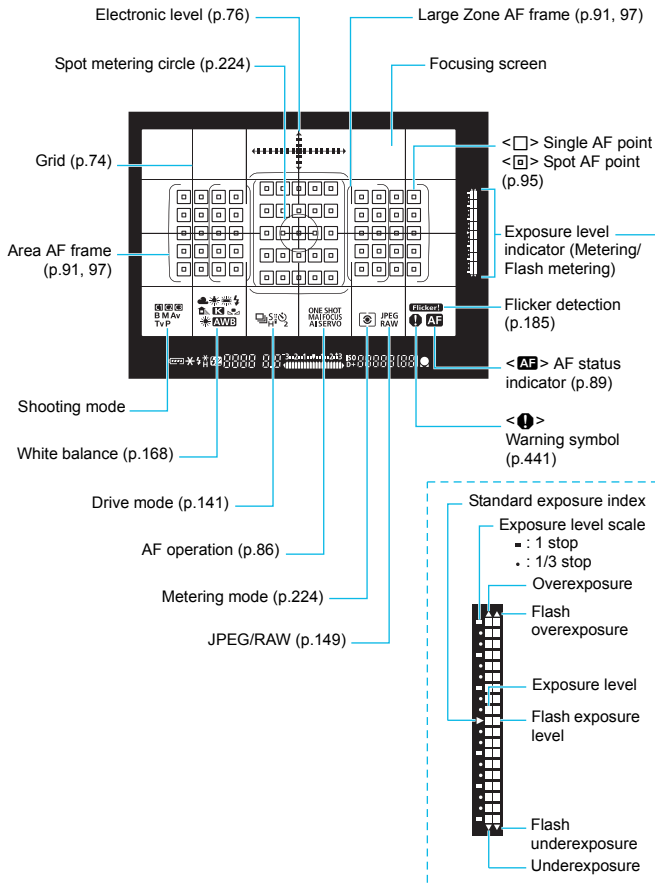 Electronic level (p.76)
Large Zone AF frame (p.91, 97)
Spot metering circle (p.224)
Focusing screen
Grid (p.74)
<□> Single AF point
<▣> Spot AF point
(p.95)
Area AF frame
(p.91, 97)
Exposure level
indicator (Metering/
Flash metering)
Flicker!
Flicker detection
(p.185)
B M Av
Tv P
K
AWB
ONE SHOT
MAI FOCUS
AI SERVO
JPEG
RAW
AF
<AF> AF status
indicator (p.89)
ISO
D+
Shooting mode
<!>
Warning symbol
(p.441)
White balance (p.168)
Drive mode (p.141)
AF operation (p.86)
Metering mode (p.224)
JPEG/RAW (p.149)
Standard exposure index
Exposure level scale
: 1 stop
: 1/3 stop
Overexposure
Flash
overexposure
Exposure level
Flash exposure
level
Flash
underexposure
Underexposure